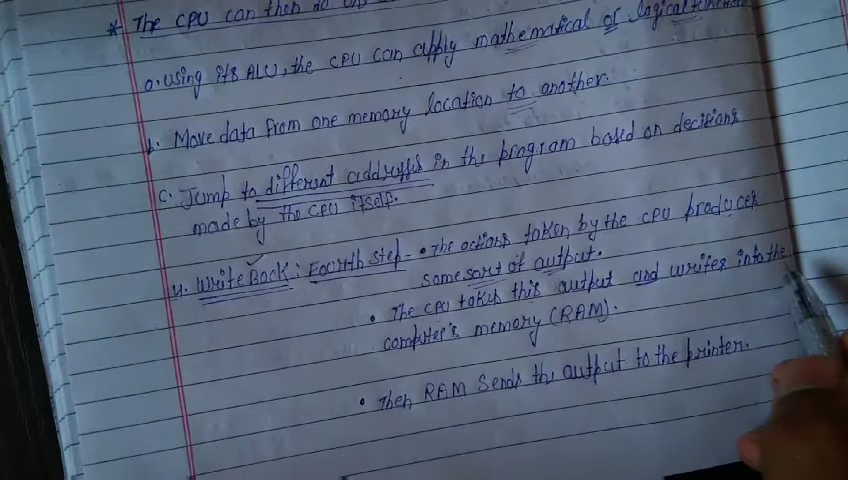 * The CPU can then do
a. using its ALU, the CPU can apply mathematical or logical functions
b. Move data from one memory location to another.
c. Jump to different addresses in the program based on decisions
made by the CPU itself.
4. Write Back: Fourth step - • The actions taken by the CPU produces
some sort of output.
• The CPU takes this output and writes into the
computer's memory (RAM).
• Then RAM sends the output to the printer.